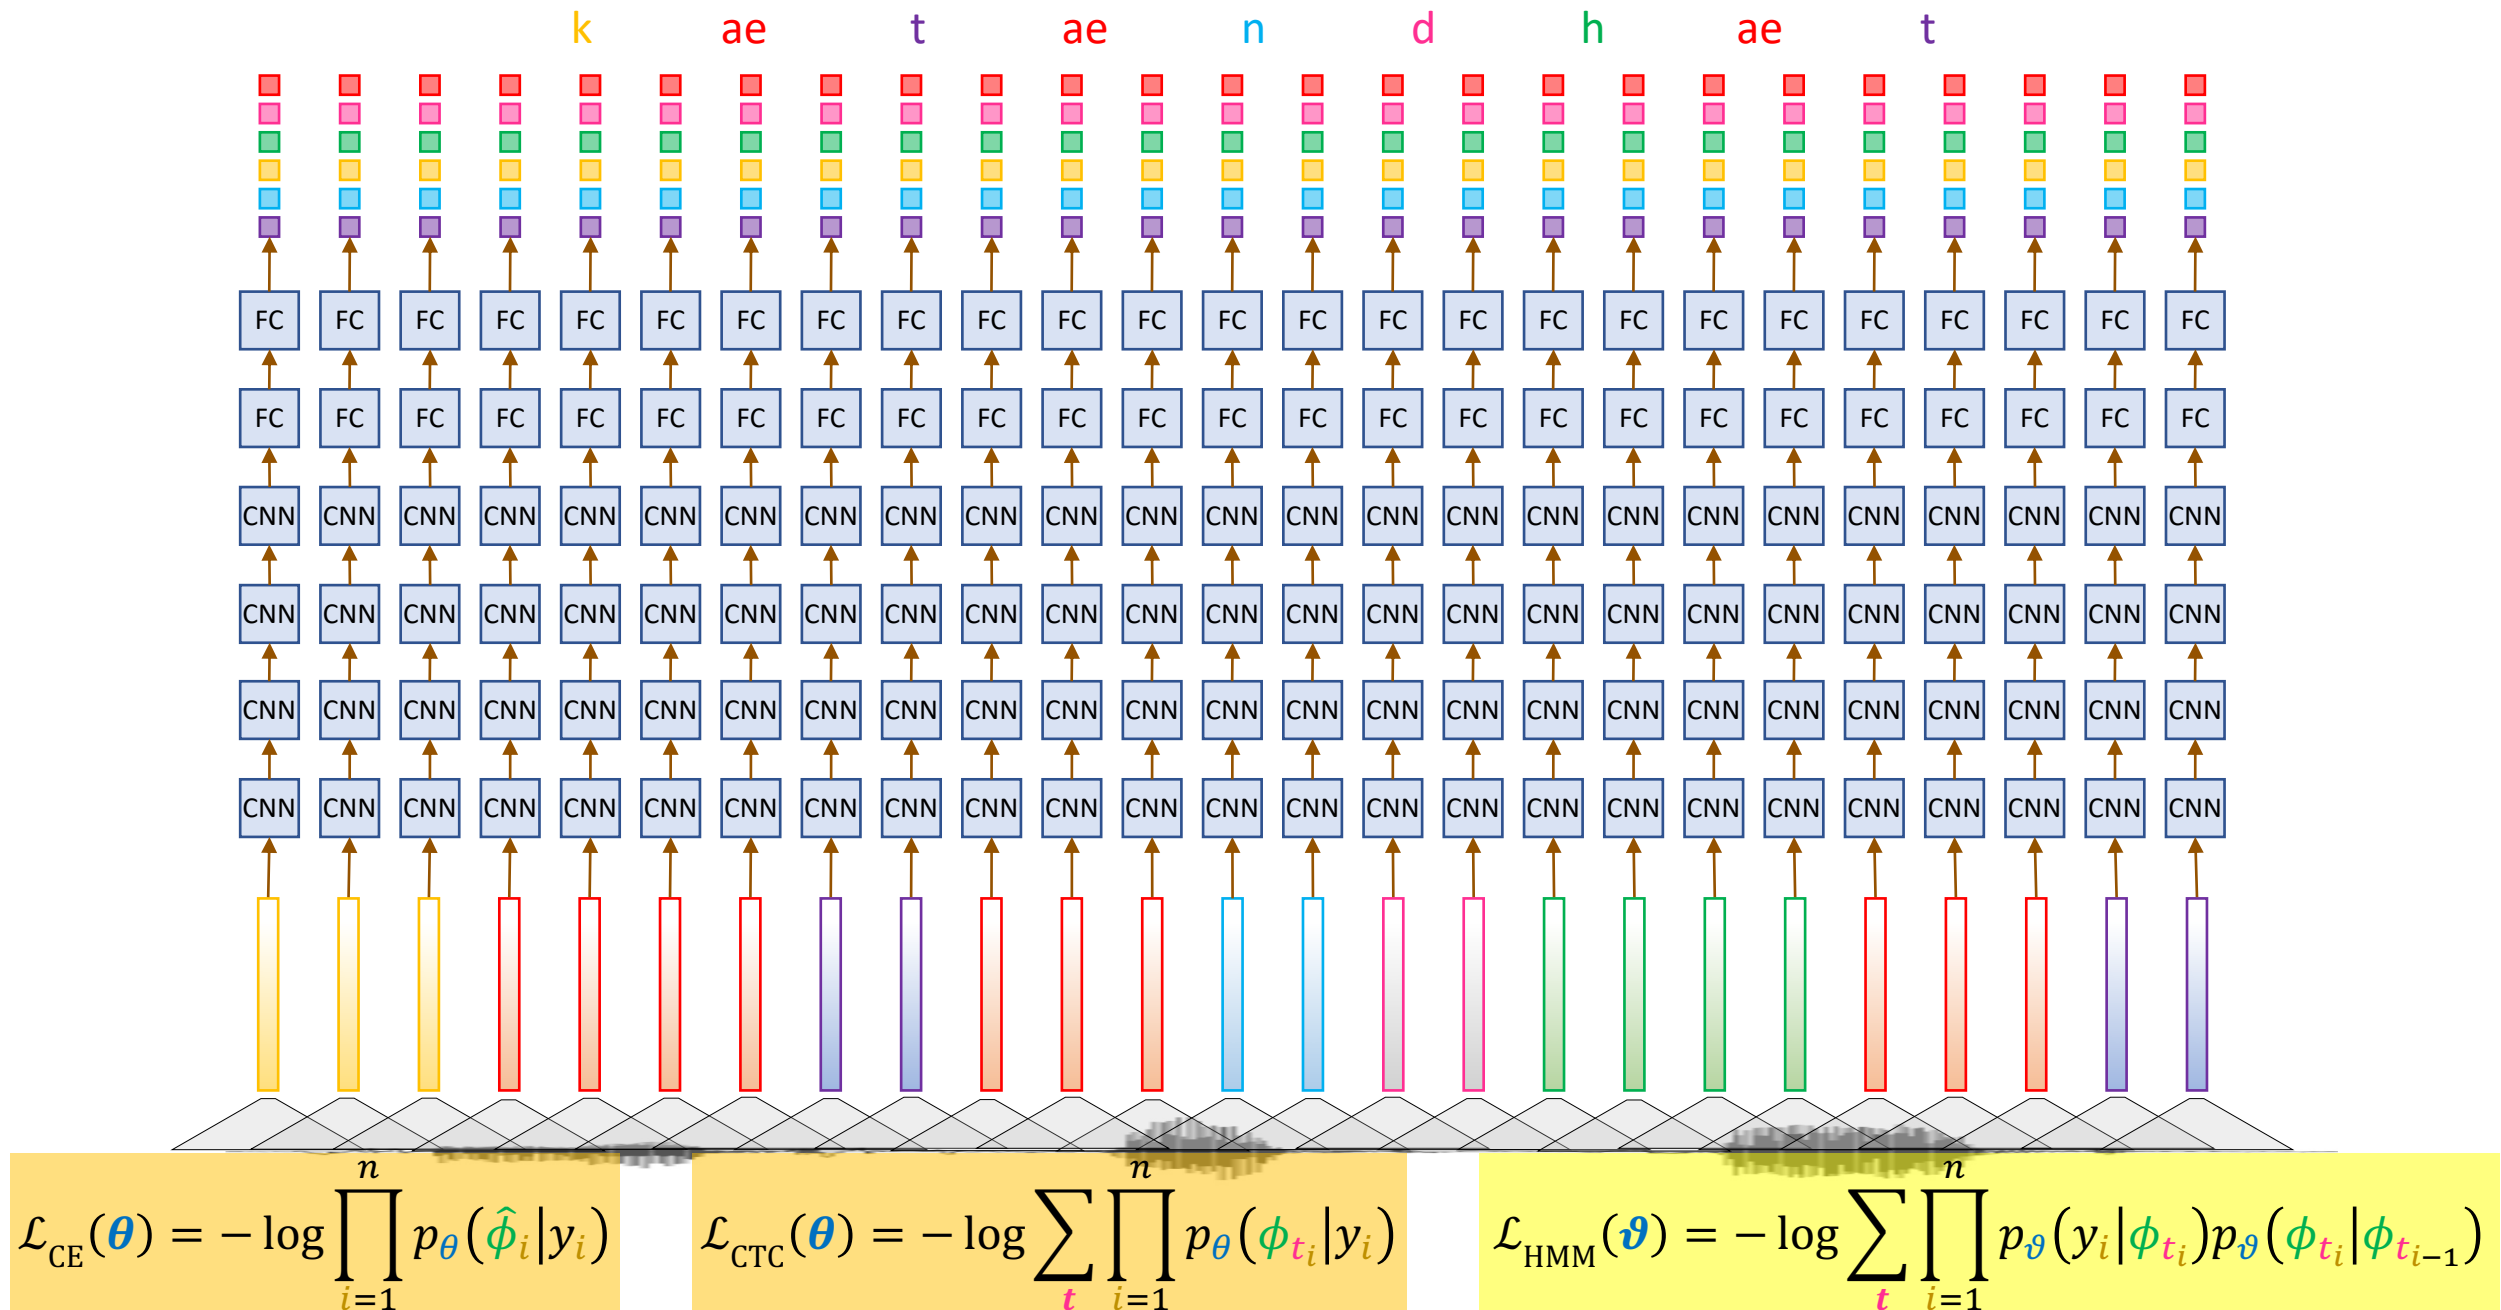 k ae t ae n d h ae t
FC FC FC FC FC FC FC FC FC FC FC FC FC FC FC FC FC FC FC FC FC FC FC FC FC
FC FC FC FC FC FC FC FC FC FC FC FC FC FC FC FC FC FC FC FC FC FC FC FC FC
CNN CNN CNN CNN CNN CNN CNN CNN CNN CNN CNN CNN CNN CNN CNN CNN CNN CNN CNN CNN CNN CNN CNN CNN CNN
CNN CNN CNN CNN CNN CNN CNN CNN CNN CNN CNN CNN CNN CNN CNN CNN CNN CNN CNN CNN CNN CNN CNN CNN CNN
CNN CNN CNN CNN CNN CNN CNN CNN CNN CNN CNN CNN CNN CNN CNN CNN CNN CNN CNN CNN CNN CNN CNN CNN CNN
CNN CNN CNN CNN CNN CNN CNN CNN CNN CNN CNN CNN CNN CNN CNN CNN CNN CNN CNN CNN CNN CNN CNN CNN CNN
ℒ_CE(θ) = − log ∏_{i=1}^{n} p_θ(φ̂_i|y_i)
ℒ_CTC(θ) = − log ∑_t ∏_{i=1}^{n} p_θ(ϕ_{t_i}|y_i)
ℒ_HMM(ϑ) = − log ∑_t ∏_{i=1}^{n} p_ϑ(y_i|ϕ_{t_i})p_ϑ(ϕ_{t_i}|ϕ_{t_{i−1}})